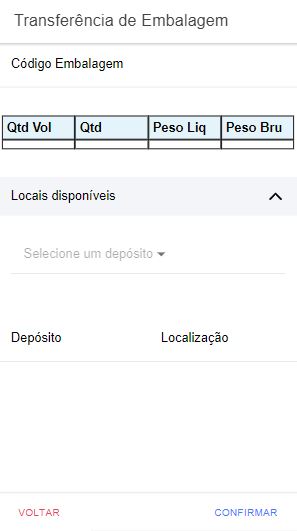 Transferência de Embalagem
Código Embalagem
Qtd Vol Qtd Peso Liq Peso Bru
Locais disponíveis
Selecione um depósito
Depósito Localização
VOLTAR CONFIRMAR